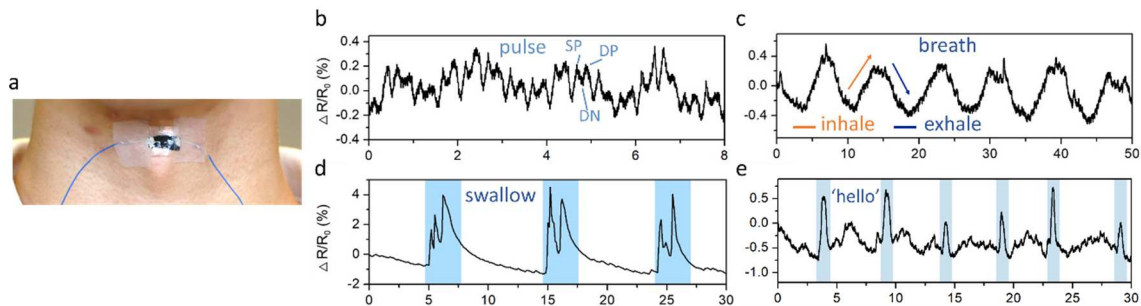 a
b
pulse
SP
DP
DN
Δ R/R₀ (%)
0.4
0.2
0.0
-0.2
-0.4
0
2
4
6
8
c
breath
inhale
exhale
Δ R/R₀ (%)
0.4
0.0
-0.4
0
10
20
30
40
50
d
swallow
Δ R/R₀ (%)
4
2
0
-2
0
5
10
15
20
25
30
e
'hello'
0.5
0.0
-0.5
-1.0
0
5
10
15
20
25
30